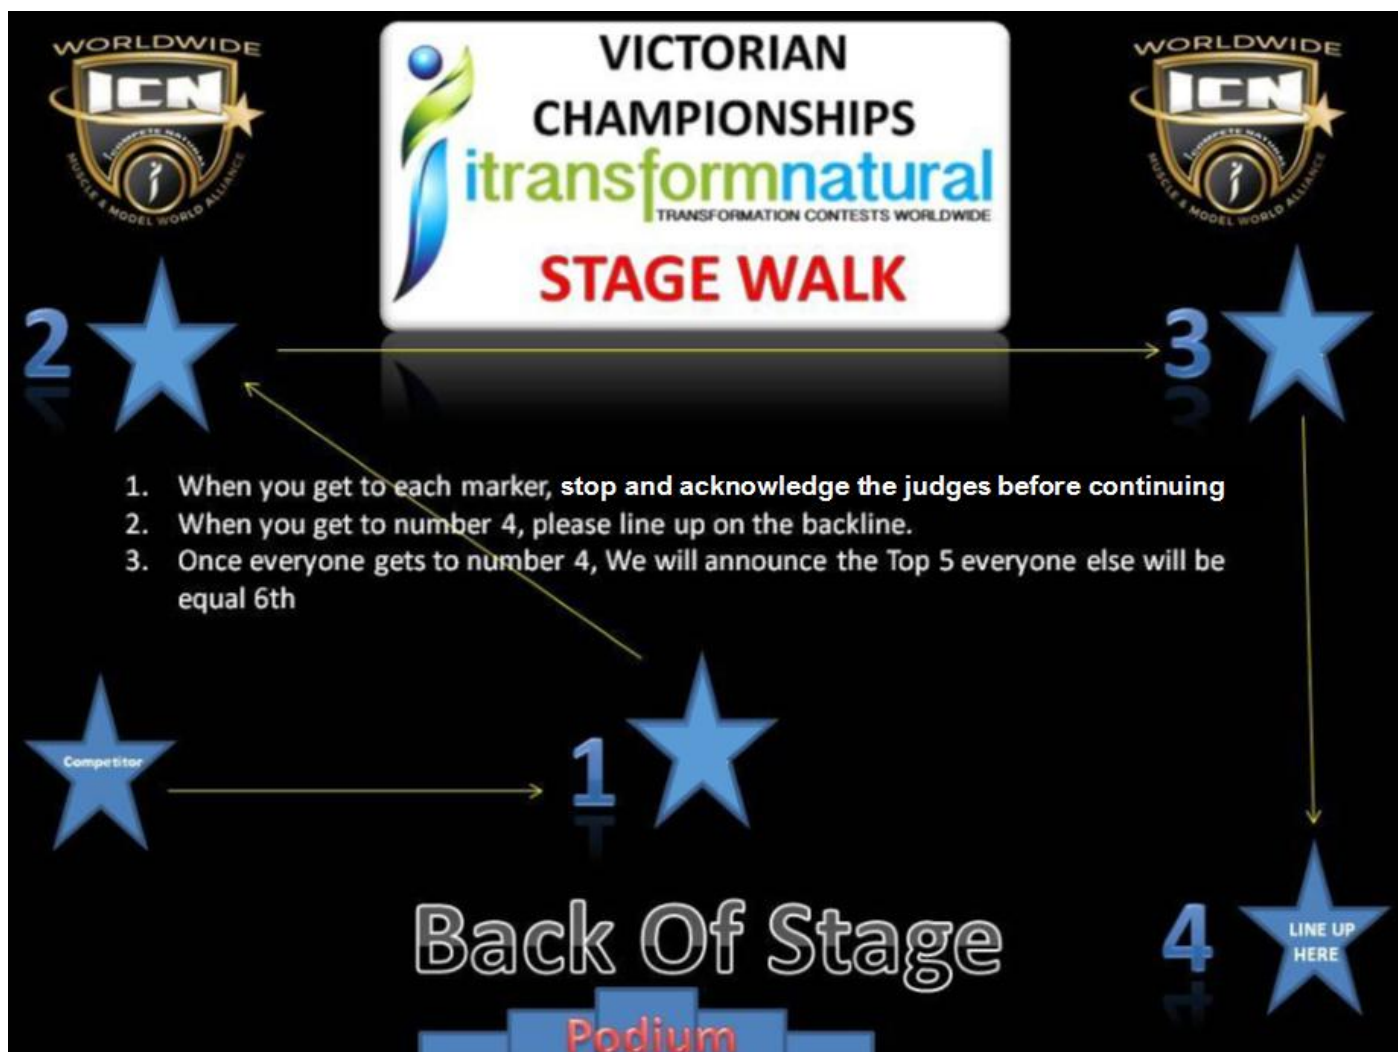 WORLDWIDE
ICN
I COMPETE NATURAL
MUSCLE & MODEL WORLD ALLIANCE
VICTORIAN
CHAMPIONSHIPS
itransformnatural
TRANSFORMATION CONTESTS WORLDWIDE
STAGE WALK
WORLDWIDE
ICN
I COMPETE NATURAL
MUSCLE & MODEL WORLD ALLIANCE
2
3
1. When you get to each marker, stop and acknowledge the judges before continuing
2. When you get to number 4, please line up on the backline.
3. Once everyone gets to number 4, We will announce the Top 5 everyone else will be
equal 6th
Competitor
1
Back Of Stage
4
LINE UP
HERE
Podium